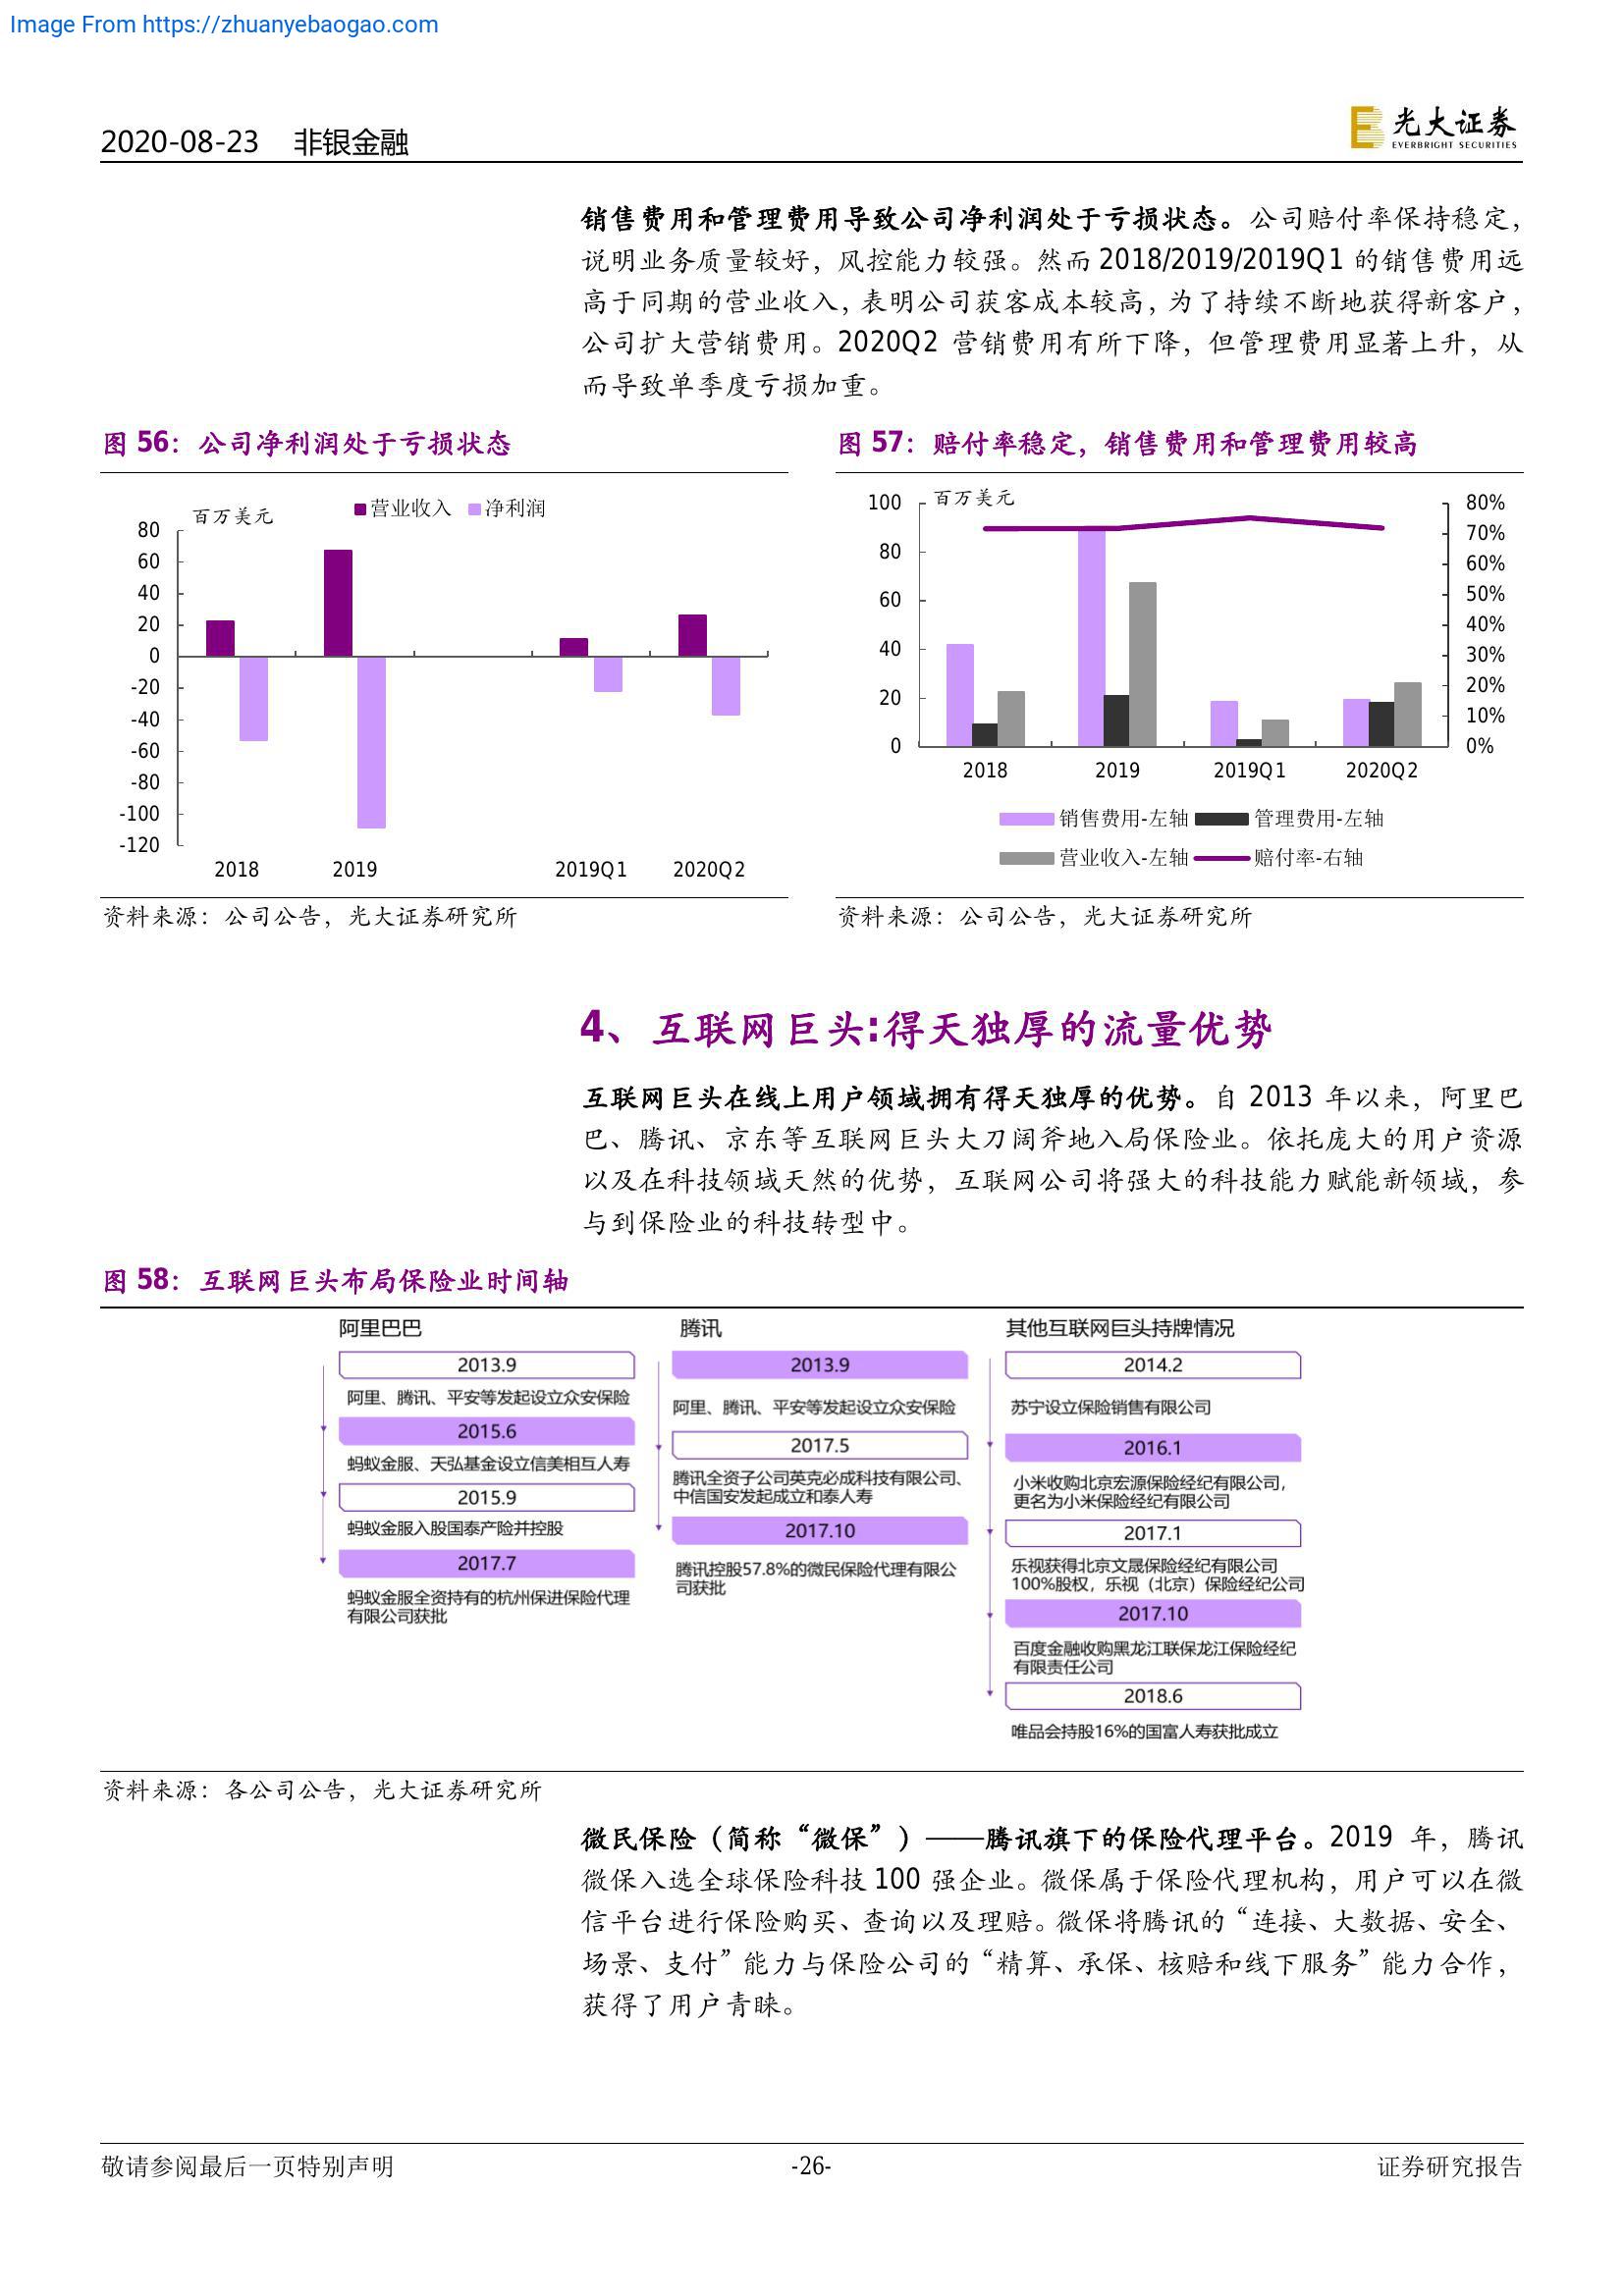 Image From https://zhuanyebaogao.com
2020-08-23 非银金融
光大证券
EVERBRIGHT SECURITIES
销售费用和管理费用导致公司净利润处于亏损状态。公司赔付率保持稳定，
说明业务质量较好，风控能力较强。然而 2018/2019/2019Q1 的销售费用远
高于同期的营业收入，表明公司获客成本较高，为了持续不断地获得新客户，
公司扩大营销费用。2020Q2 营销费用有所下降，但管理费用显著上升，从
而导致单季度亏损加重。
图 56：公司净利润处于亏损状态
百万美元
营业收入 净利润
80
60
40
20
0
-20
-40
-60
-80
-100
-120
2018 2019 2019Q1 2020Q2
资料来源：公司公告，光大证券研究所
图 57：赔付率稳定，销售费用和管理费用较高
百万美元
100
80
60
40
20
0
80%
70%
60%
50%
40%
30%
20%
10%
0%
2018 2019 2019Q1 2020Q2
销售费用-左轴 管理费用-左轴
营业收入-左轴 赔付率-右轴
资料来源：公司公告，光大证券研究所
4、互联网巨头:得天独厚的流量优势
互联网巨头在线上用户领域拥有得天独厚的优势。自 2013 年以来，阿里巴
巴、腾讯、京东等互联网巨头大刀阔斧地入局保险业。依托庞大的用户资源
以及在科技领域天然的优势，互联网公司将强大的科技能力赋能新领域，参
与到保险业的科技转型中。
图 58：互联网巨头布局保险业时间轴
阿里巴巴
2013.9
阿里、腾讯、平安等发起设立众安保险
2015.6
蚂蚁金服、天弘基金设立信美相互人寿
2015.9
蚂蚁金服入股国泰产险并控股
2017.7
蚂蚁金服全资持有的杭州保进保险代理
有限公司获批
腾讯
2013.9
阿里、腾讯、平安等发起设立众安保险
2017.5
腾讯全资子公司英克必成科技有限公司、
中信国安发起成立和泰人寿
2017.10
腾讯控股57.8%的微民保险代理有限公
司获批
其他互联网巨头持牌情况
2014.2
苏宁设立保险销售有限公司
2016.1
小米收购北京宏源保险经纪有限公司，
更名为小米保险经纪有限公司
2017.1
乐视获得北京文晟保险经纪有限公司
100%股权，乐视（北京）保险经纪公司
2017.10
百度金融收购黑龙江联保龙江保险经纪
有限责任公司
2018.6
唯品会持股16%的国富人寿获批成立
资料来源：各公司公告，光大证券研究所
微民保险（简称“微保”）——腾讯旗下的保险代理平台。2019 年，腾讯
微保入选全球保险科技 100 强企业。微保属于保险代理机构，用户可以在微
信平台进行保险购买、查询以及理赔。微保将腾讯的“连接、大数据、安全、
场景、支付”能力与保险公司的“精算、承保、核赔和线下服务”能力合作，
获得了用户青睐。
敬请参阅最后一页特别声明 -26- 证券研究报告